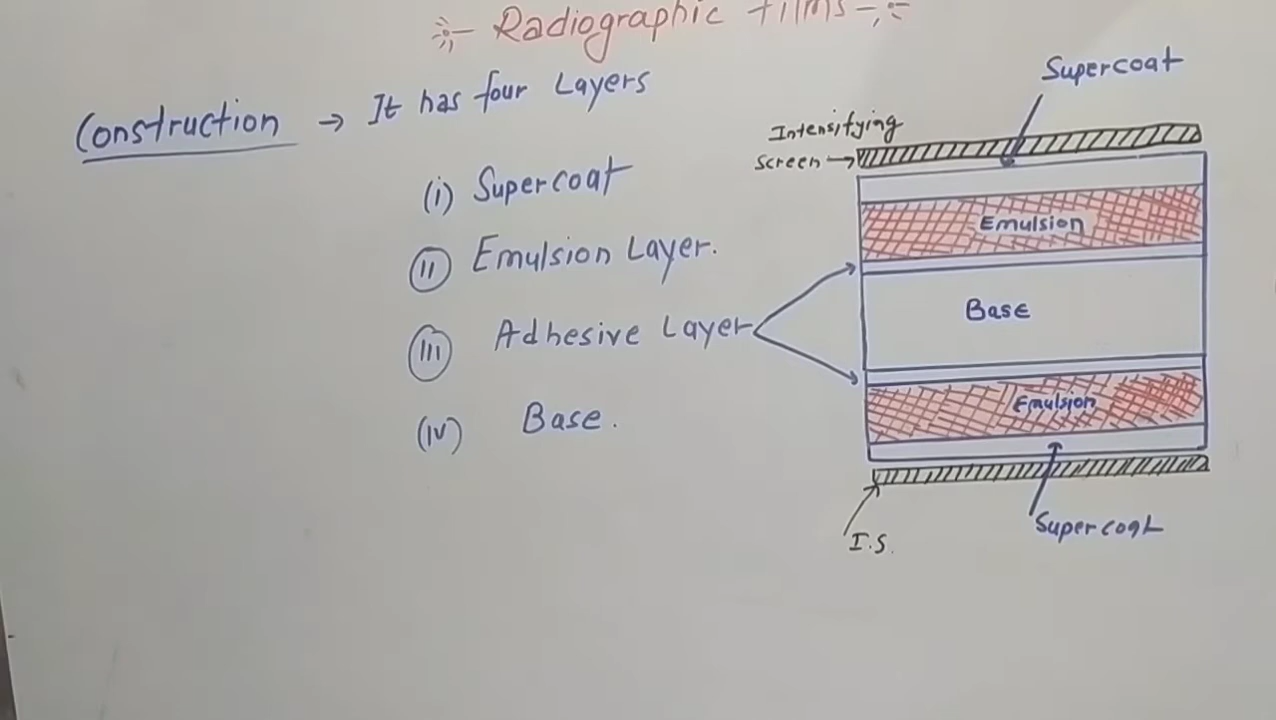 Radiographic films
Construction → It has four Layers
(i) Supercoat
(ii) Emulsion Layer.
(iii) Adhesive Layer
(iv) Base.
Supercoat
Intensifying
Screen →
Emulsion
Base
Emulsion
Supercoat
I.S.